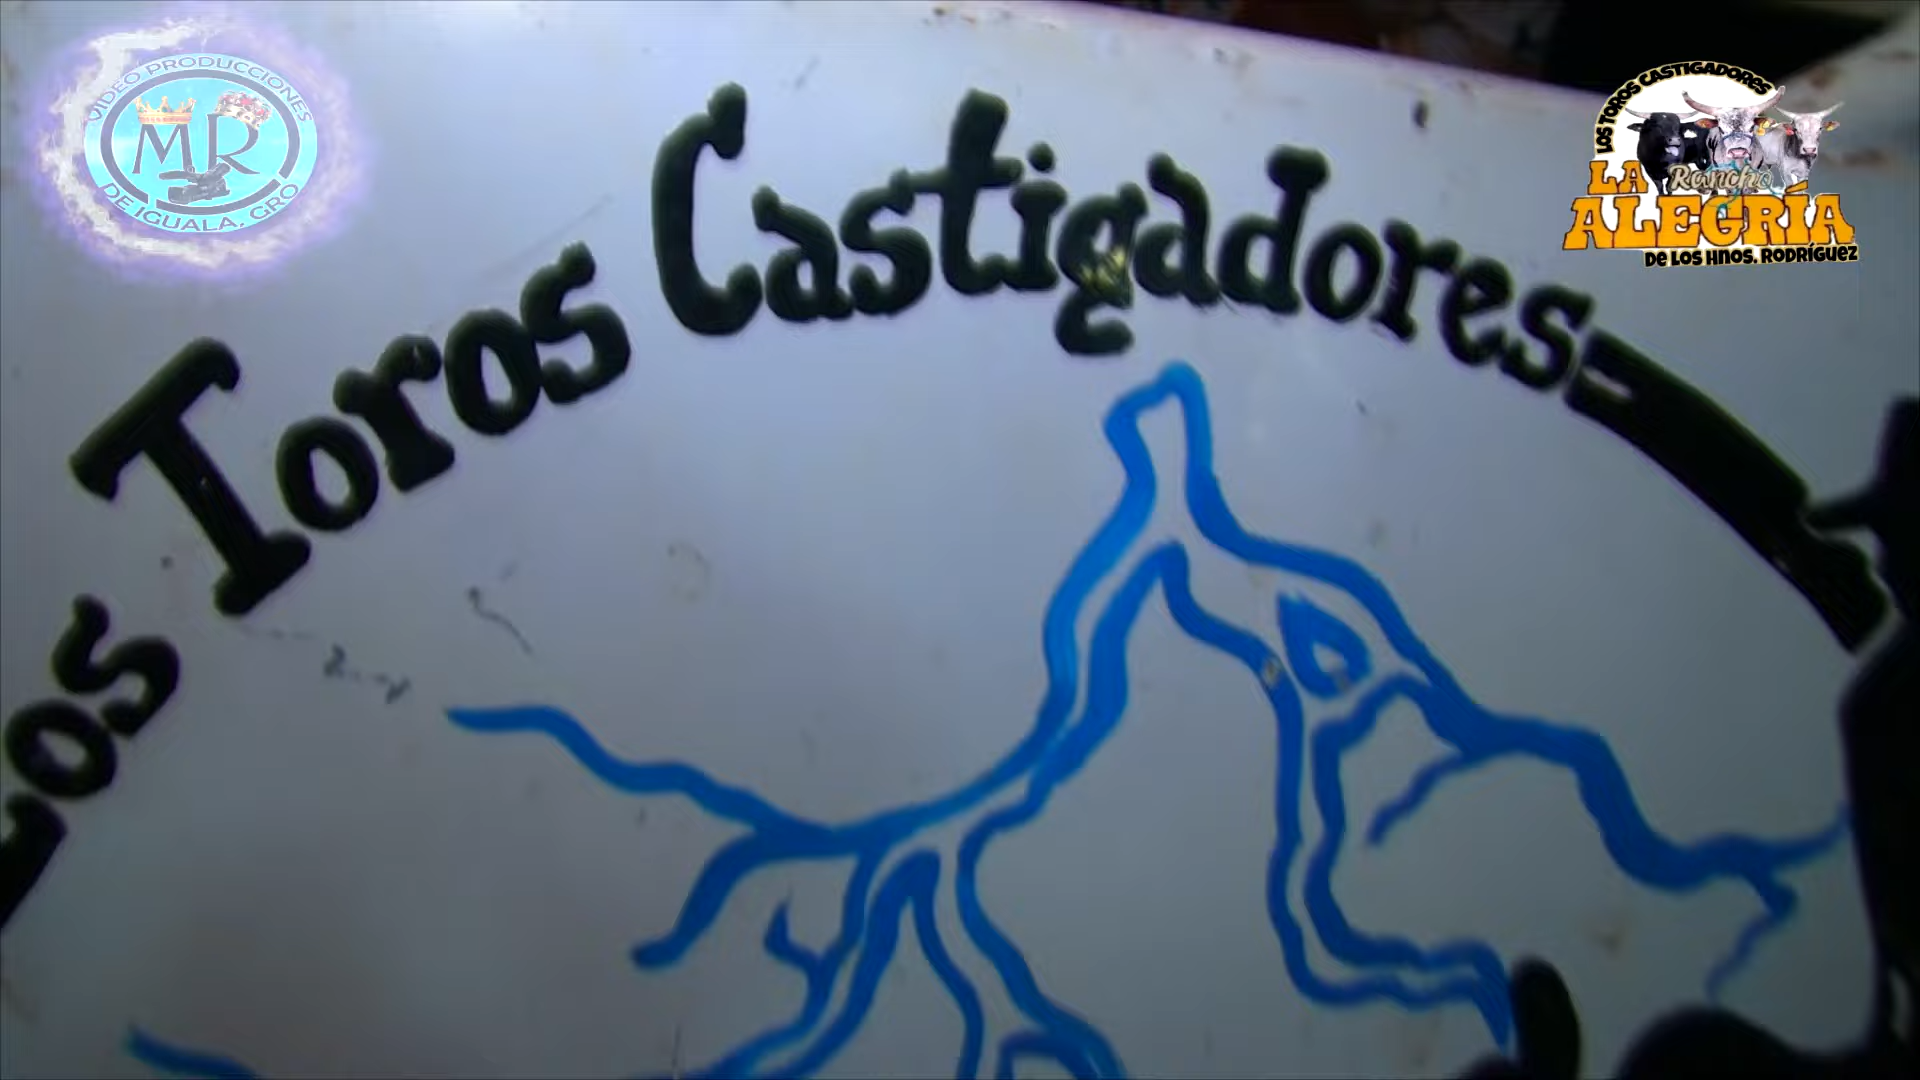 VIDEO PRODUCCIONES
MR
DE IGUALA, GRO
LOS TOROS CASTIGADORES
LA Rancho
ALEGRÍA
DE LOS HNOS. RODRÍGUEZ
Los Toros Castigadores